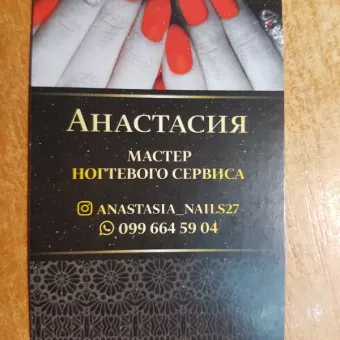 Анастасия
мастер
ногтевого сервиса
anastasia_nails27
099 664 59 04